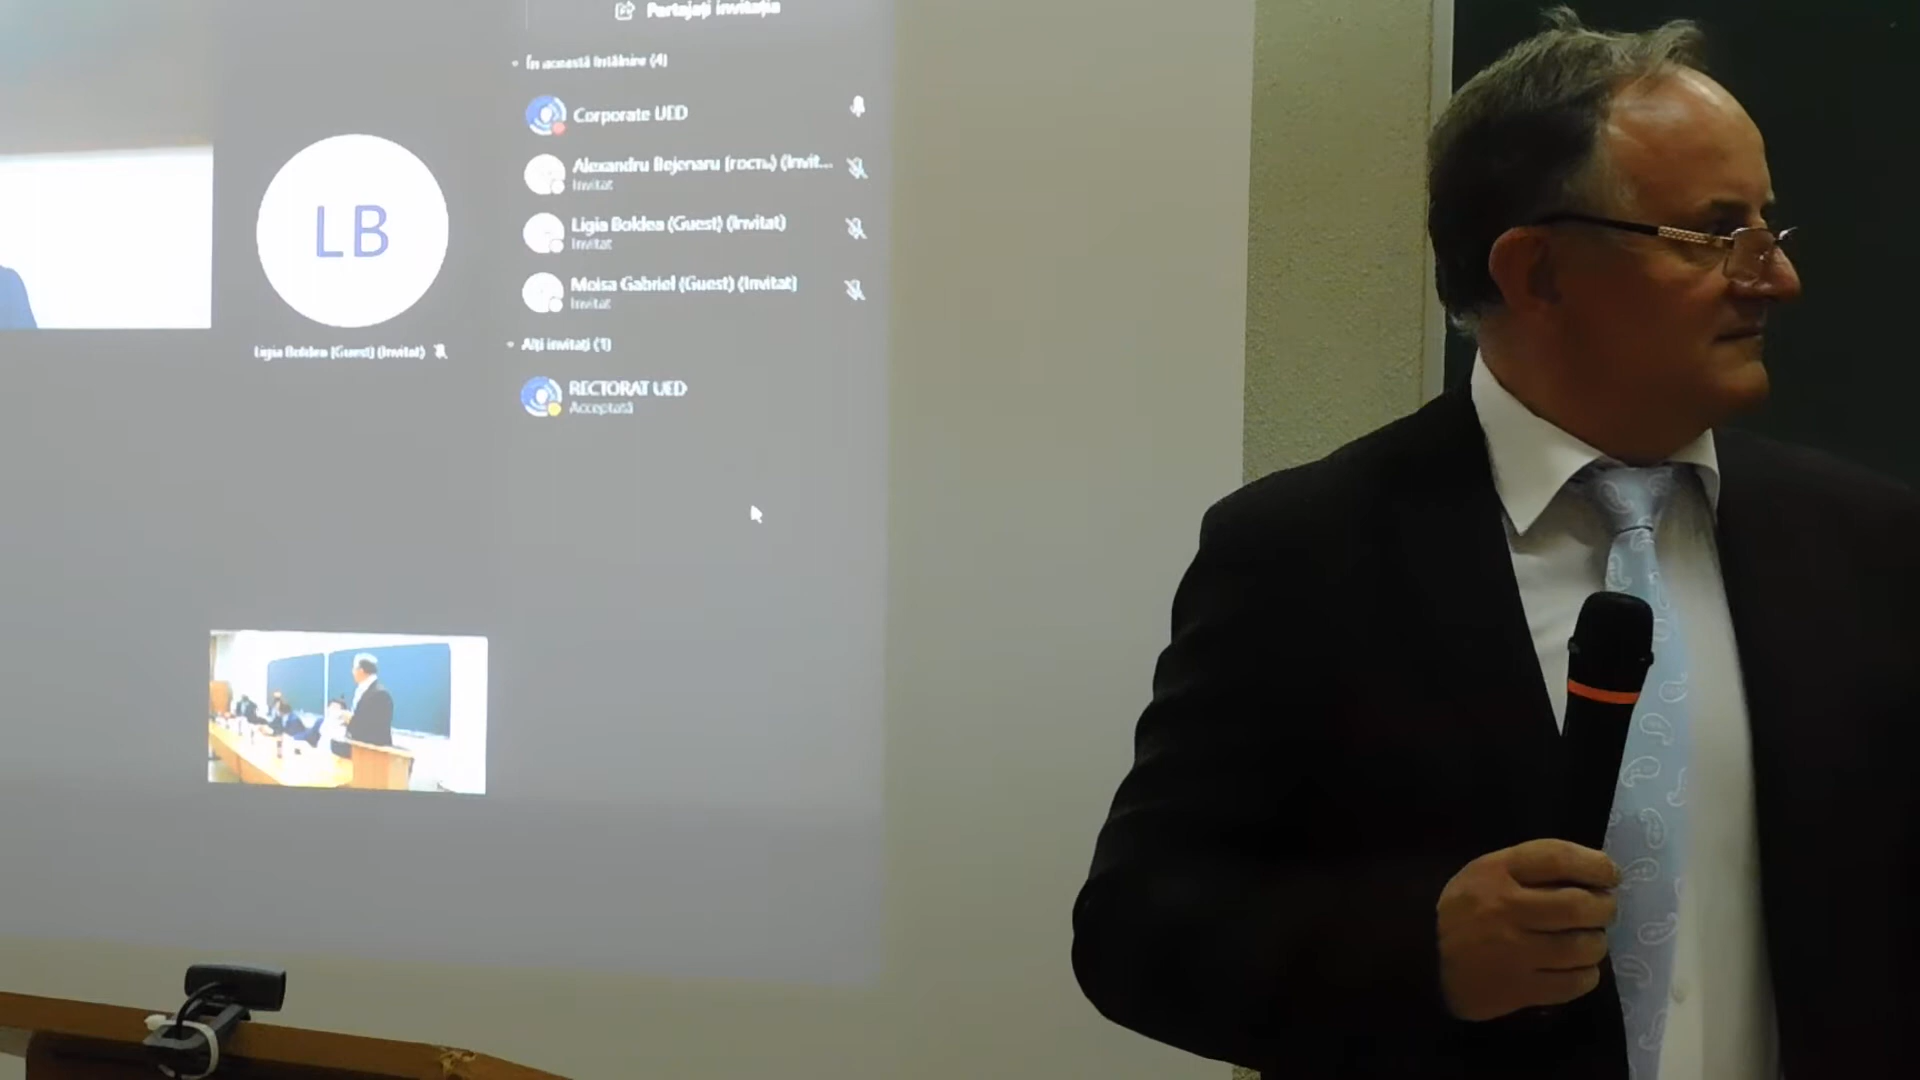 Partajați invitația
În această întâlnire (4)
Corporate UED
Alexandru Bejenaru (гость) (Invit...
Invitat
Ligia Boldea (Guest) (Invitat)
Invitat
Moisa Gabriel (Guest) (Invitat)
Invitat
Alți invitați (1)
RECTORAT UED
Acceptată
LB
Ligia Boldea (Guest) (Invitat)